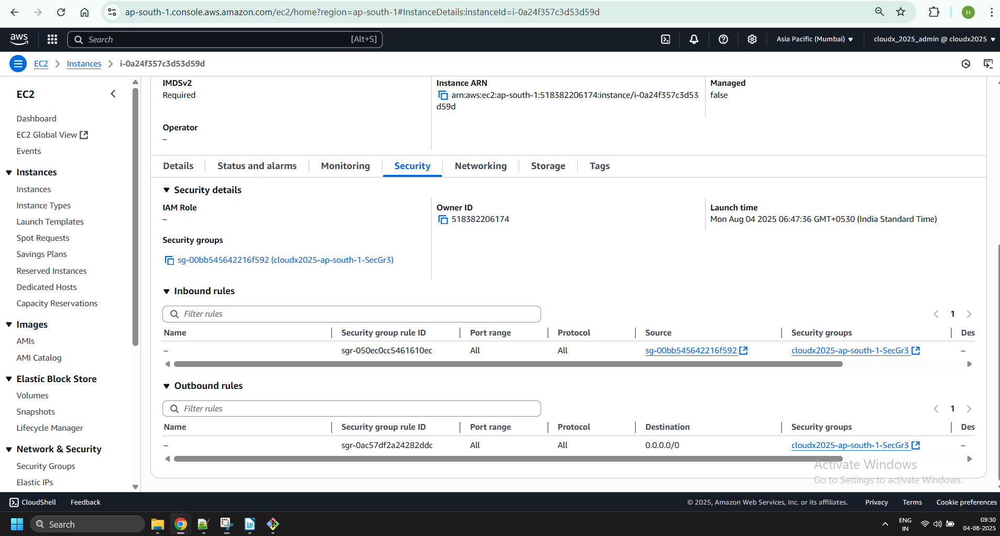 ap-south-1.console.aws.amazon.com/ec2/home?region=ap-south-1#InstanceDetails:instanceId=i-0a24f357c3d53d59d
H
aws
Search [Alt+S]
Asia Pacific (Mumbai)
cloudx_2025_admin @ cloudx2025
EC2 Instances i-0a24f357c3d53d59d
EC2
Dashboard
EC2 Global View
Events
Instances
Instances
Instance Types
Launch Templates
Spot Requests
Savings Plans
Reserved Instances
Dedicated Hosts
Capacity Reservations
Images
AMIs
AMI Catalog
Elastic Block Store
Volumes
Snapshots
Lifecycle Manager
Network & Security
Security Groups
Elastic IPs
IMDSv2
Required
Instance ARN
arn:aws:ec2:ap-south-1:518382206174:instance/i-0a24f357c3d53
d59d
Managed
false
Operator
–
Details Status and alarms Monitoring Security Networking Storage Tags
Security details
IAM Role
–
Owner ID
518382206174
Launch time
Mon Aug 04 2025 06:47:36 GMT+0530 (India Standard Time)
Security groups
sg-00bb545642216f592 (cloudx2025-ap-south-1-SecGr3)
Inbound rules
Filter rules
1
Name Security group rule ID Port range Protocol Source Security groups Des
– sgr-050ec0cc5461610ec All All sg-00bb545642216f592 cloudx2025-ap-south-1-SecGr3 –
Outbound rules
Filter rules
1
Name Security group rule ID Port range Protocol Destination Security groups Des
– sgr-0ac57df2a24282ddc All All 0.0.0.0/0 cloudx2025-ap-south-1-SecGr3 –
Activate Windows
Go to Settings to activate Windows.
CloudShell Feedback
© 2025, Amazon Web Services, Inc. or its affiliates. Privacy Terms Cookie preferences
Search
ENG
IN
09:30
04-08-2025